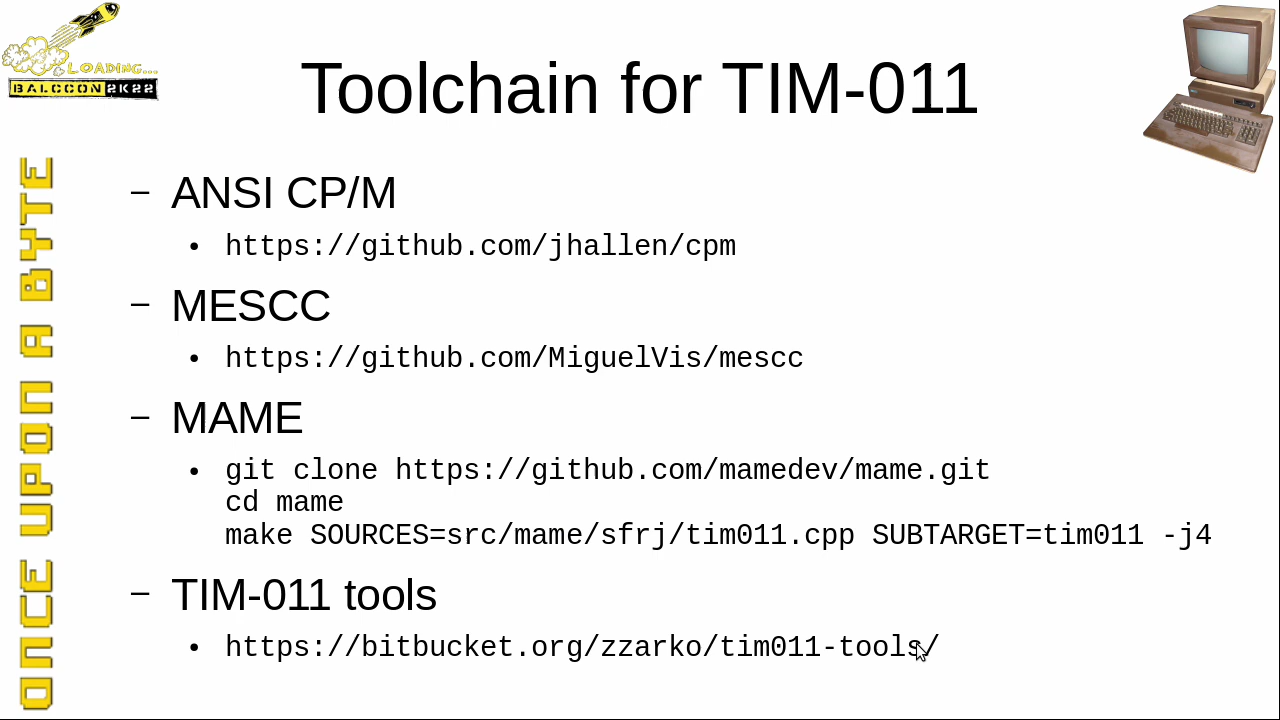 LOADING...
BALCCON2K22
Toolchain for TIM-011
– ANSI CP/M
• https://github.com/jhallen/cpm
– MESCC
• https://github.com/MiguelVis/mescc
– MAME
• git clone https://github.com/mamedev/mame.git
cd mame
make SOURCES=src/mame/sfrj/tim011.cpp SUBTARGET=tim011 -j4
– TIM-011 tools
• https://bitbucket.org/zzarko/tim011-tools/
ONCE UPON A BYTE